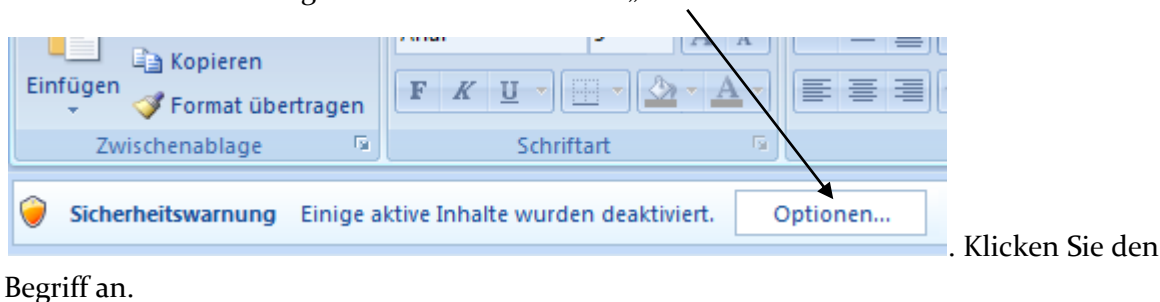 Kopieren
Einfügen
Format übertragen
F K U A
Zwischenablage Schriftart
Sicherheitswarnung Einige aktive Inhalte wurden deaktiviert. Optionen...
. Klicken Sie den
Begriff an.